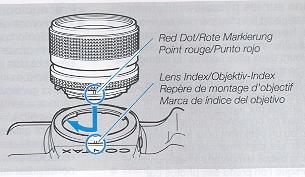 Red Dot/Rote Markierung
Point rouge/Punto rojo
Lens Index/Objektiv-Index
Repère de montage d'objectif
Marca de índice del objetivo